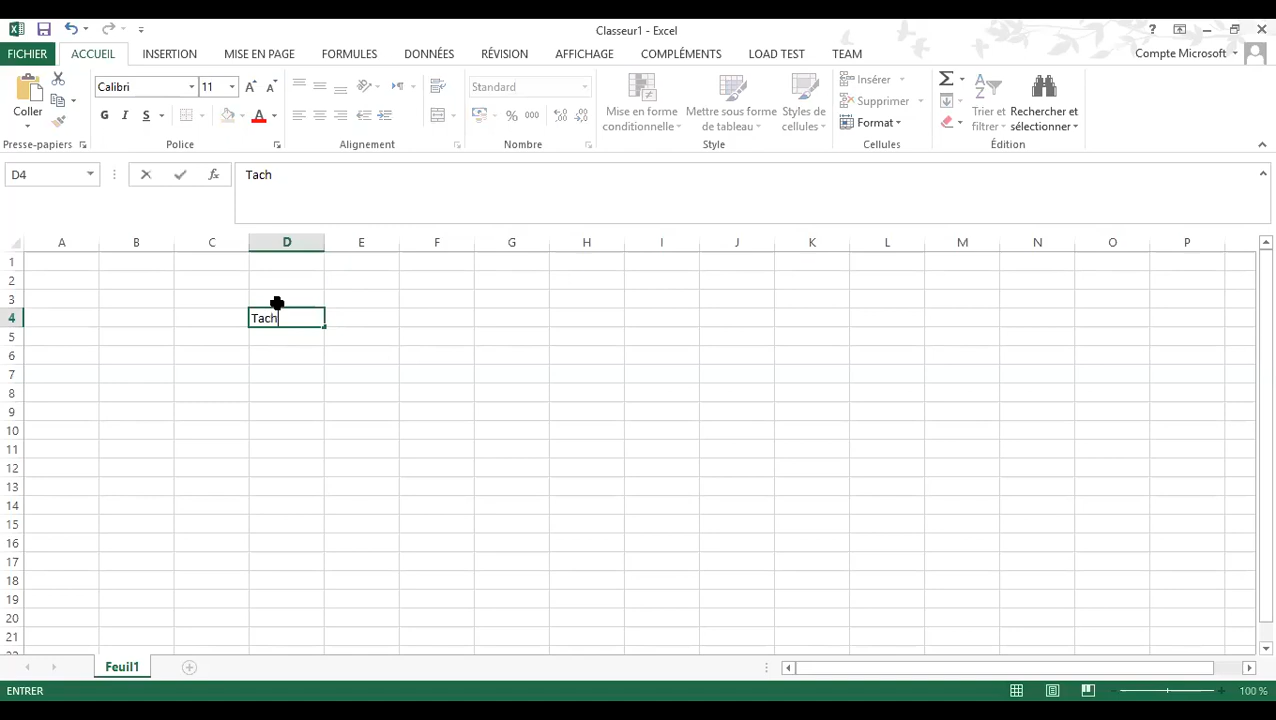 Classeur1 - Excel
FICHIER ACCUEIL INSERTION MISE EN PAGE FORMULES DONNÉES RÉVISION AFFICHAGE COMPLÉMENTS LOAD TEST TEAM Compte Microsoft
Coller
Calibri 11
G I S A
Standard
% 000
Mise en forme conditionnelle
Mettre sous forme de tableau
Styles de cellules
Insérer
Supprimer
Format
Trier et filtrer
Rechercher et sélectionner
Presse-papiers Police Alignement Nombre Style Cellules Édition
D4 fx Tach
A B C D E F G H I J K L M N O P
1
2
3
4 Tach
5
6
7
8
9
10
11
12
13
14
15
16
17
18
19
20
21
Feuil1
ENTRER 100 %